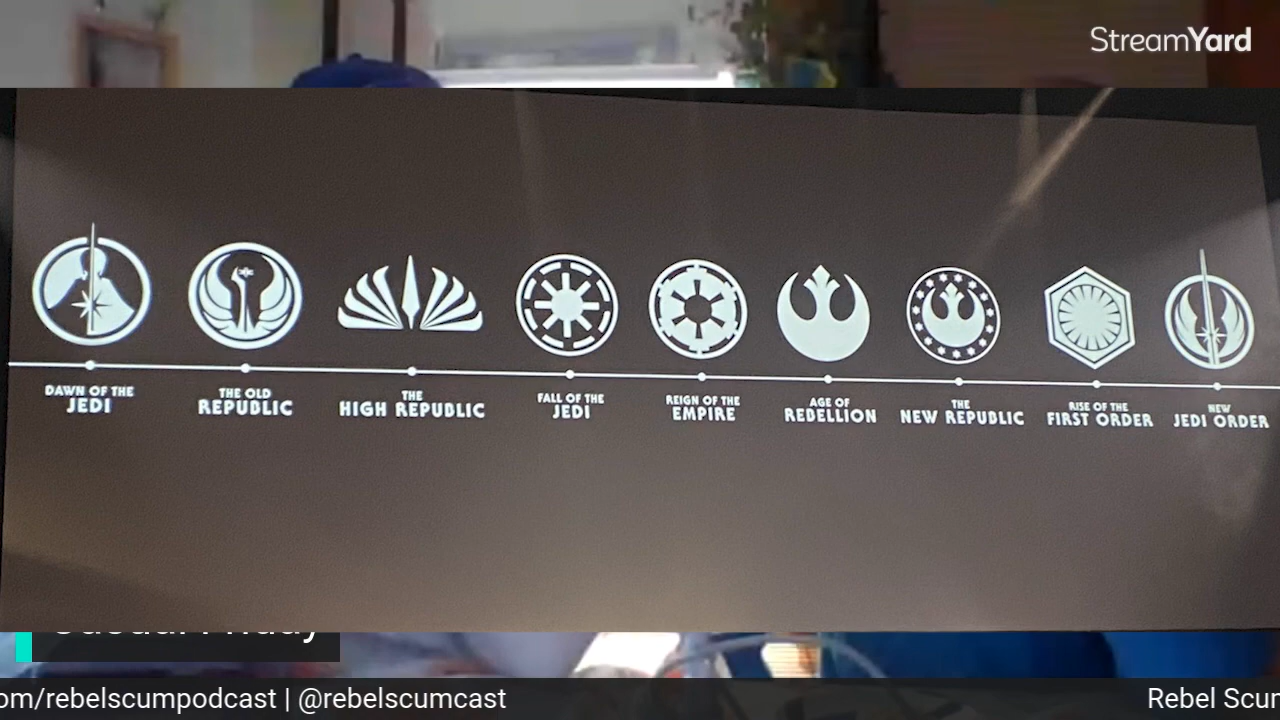 StreamYard
DAWN OF THE
JEDI
THE OLD
REPUBLIC
THE
HIGH REPUBLIC
FALL OF THE
JEDI
REIGN OF THE
EMPIRE
AGE OF
REBELLION
THE
NEW REPUBLIC
RISE OF THE
FIRST ORDER
NEW
JEDI ORDER
om/rebelscumpodcast | @rebelscumcast
Rebel Scum